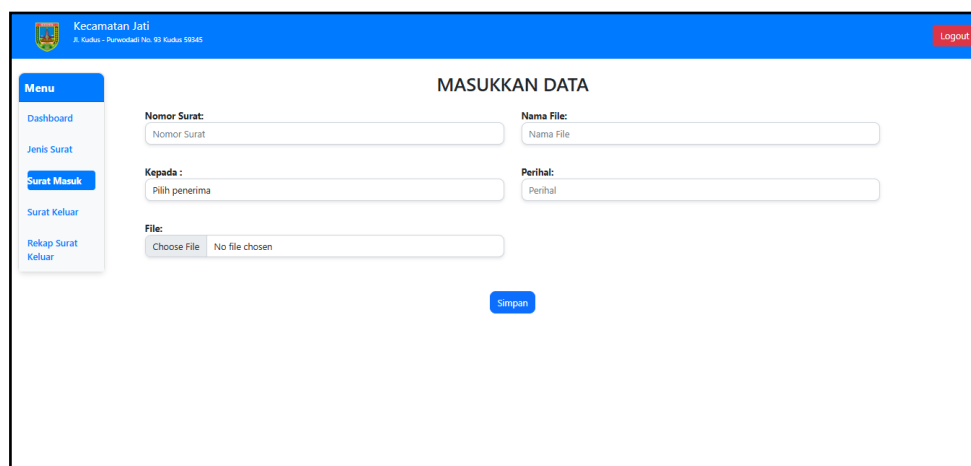 Kecamatan Jati
Jl. Kudus - Purwodadi No. 93 Kudus 59345
Logout
Menu
Dashboard
Jenis Surat
Surat Masuk
Surat Keluar
Rekap Surat
Keluar
MASUKKAN DATA
Nomor Surat:
Nomor Surat
Nama File:
Nama File
Kepada :
Pilih penerima
Perihal:
Perihal
File:
Choose File No file chosen
Simpan